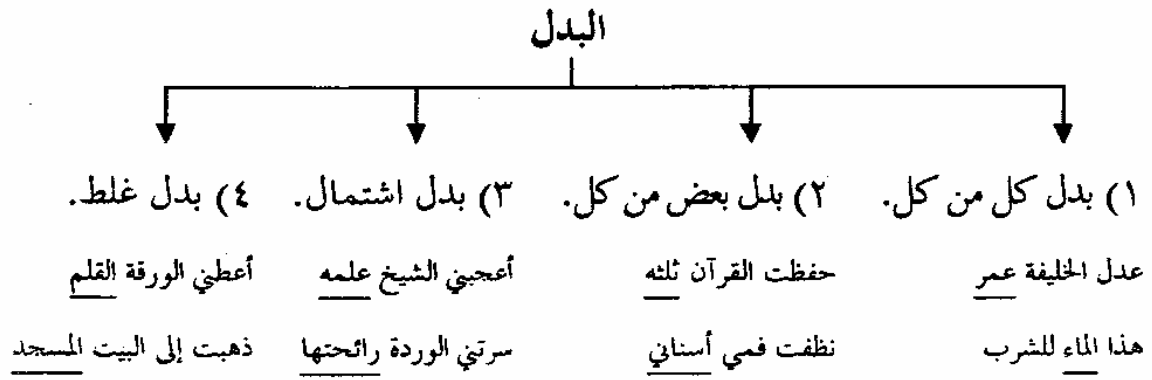 البدل
١) بدل كل من كل. ٢) بدل بعض من كل. ٣) بدل اشتمال. ٤) بدل غلط.
عدل الخليفة عمر حفظت القرآن ثلثه أعجبني الشيخ علمه أعطني الورقة القلم
هذا الماء للشرب نظفت فمي أسناني سرتني الوردة رائحتها ذهبت إلى البيت المسجد